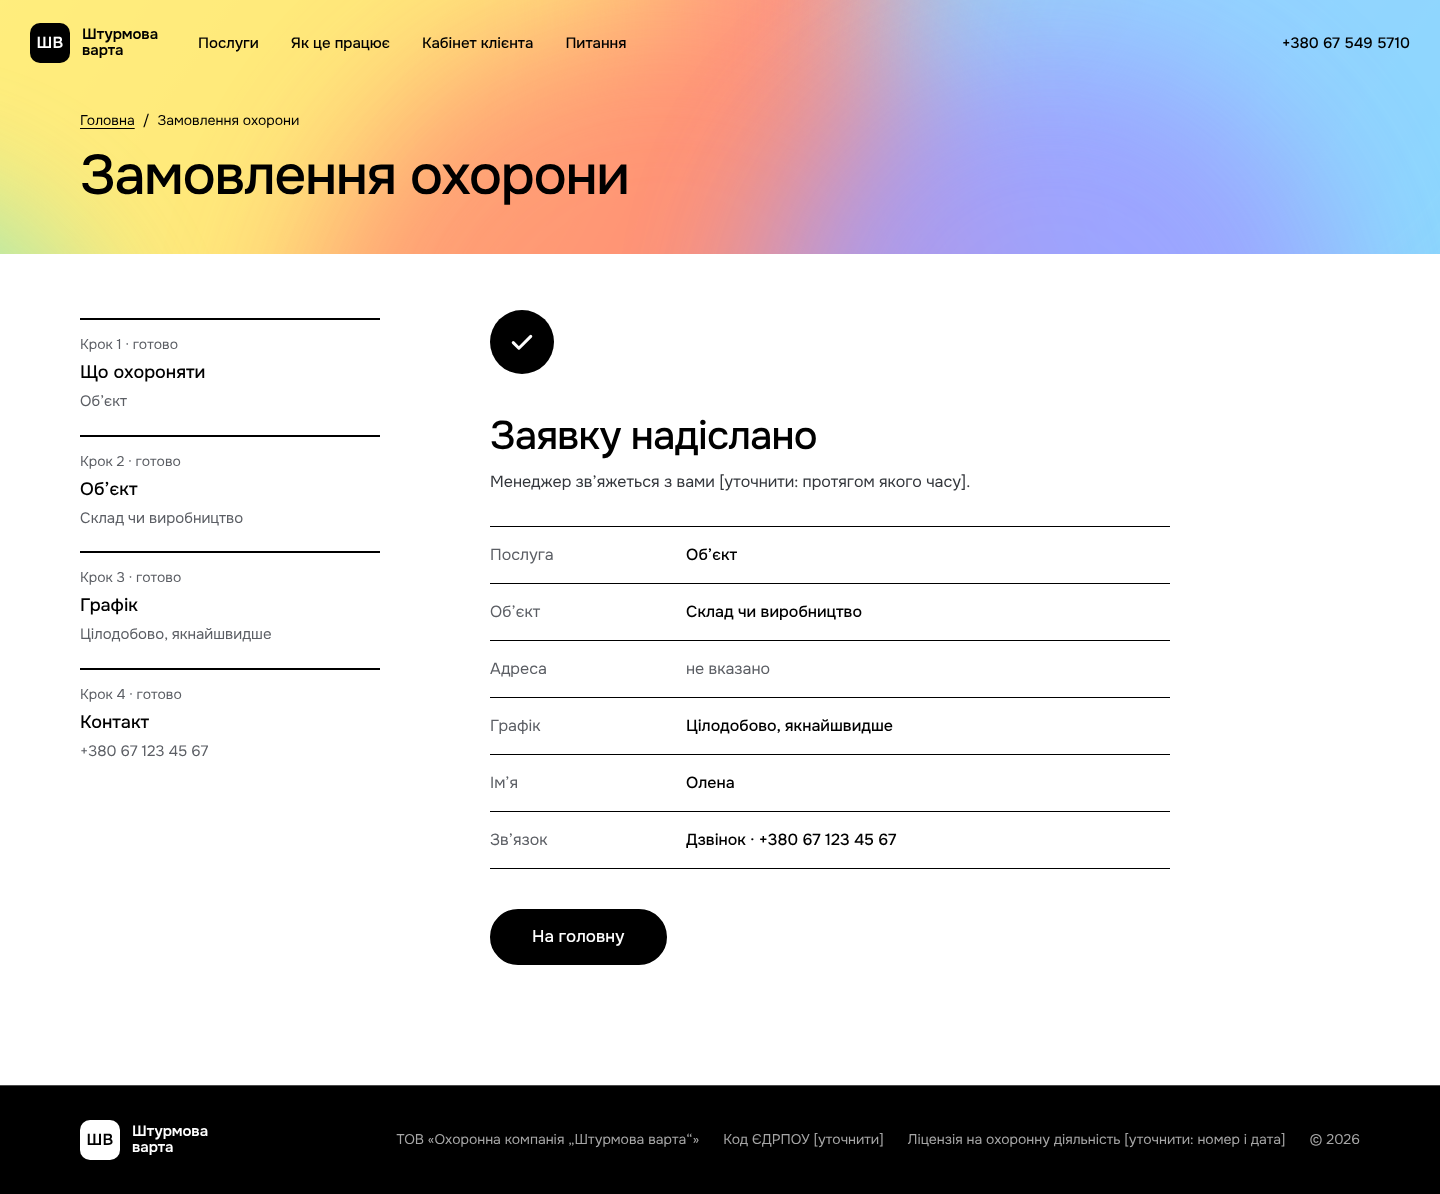 ШВ
Штурмова
варта
Послуги
Як це працює
Кабінет клієнта
Питання
+380 67 549 5710
Головна / Замовлення охорони
Замовлення охорони
Крок 1 · готово
Що охороняти
Об’єкт
Крок 2 · готово
Об’єкт
Склад чи виробництво
Крок 3 · готово
Графік
Цілодобово, якнайшвидше
Крок 4 · готово
Контакт
+380 67 123 45 67
Заявку надіслано
Менеджер зв’яжеться з вами [уточнити: протягом якого часу].
Послуга Об’єкт
Об’єкт Склад чи виробництво
Адреса не вказано
Графік Цілодобово, якнайшвидше
Ім’я Олена
Зв’язок Дзвінок · +380 67 123 45 67
На головну
ШВ
Штурмова
варта
ТОВ «Охоронна компанія „Штурмова варта“» Код ЄДРПОУ [уточнити] Ліцензія на охоронну діяльність [уточнити: номер і дата] © 2026